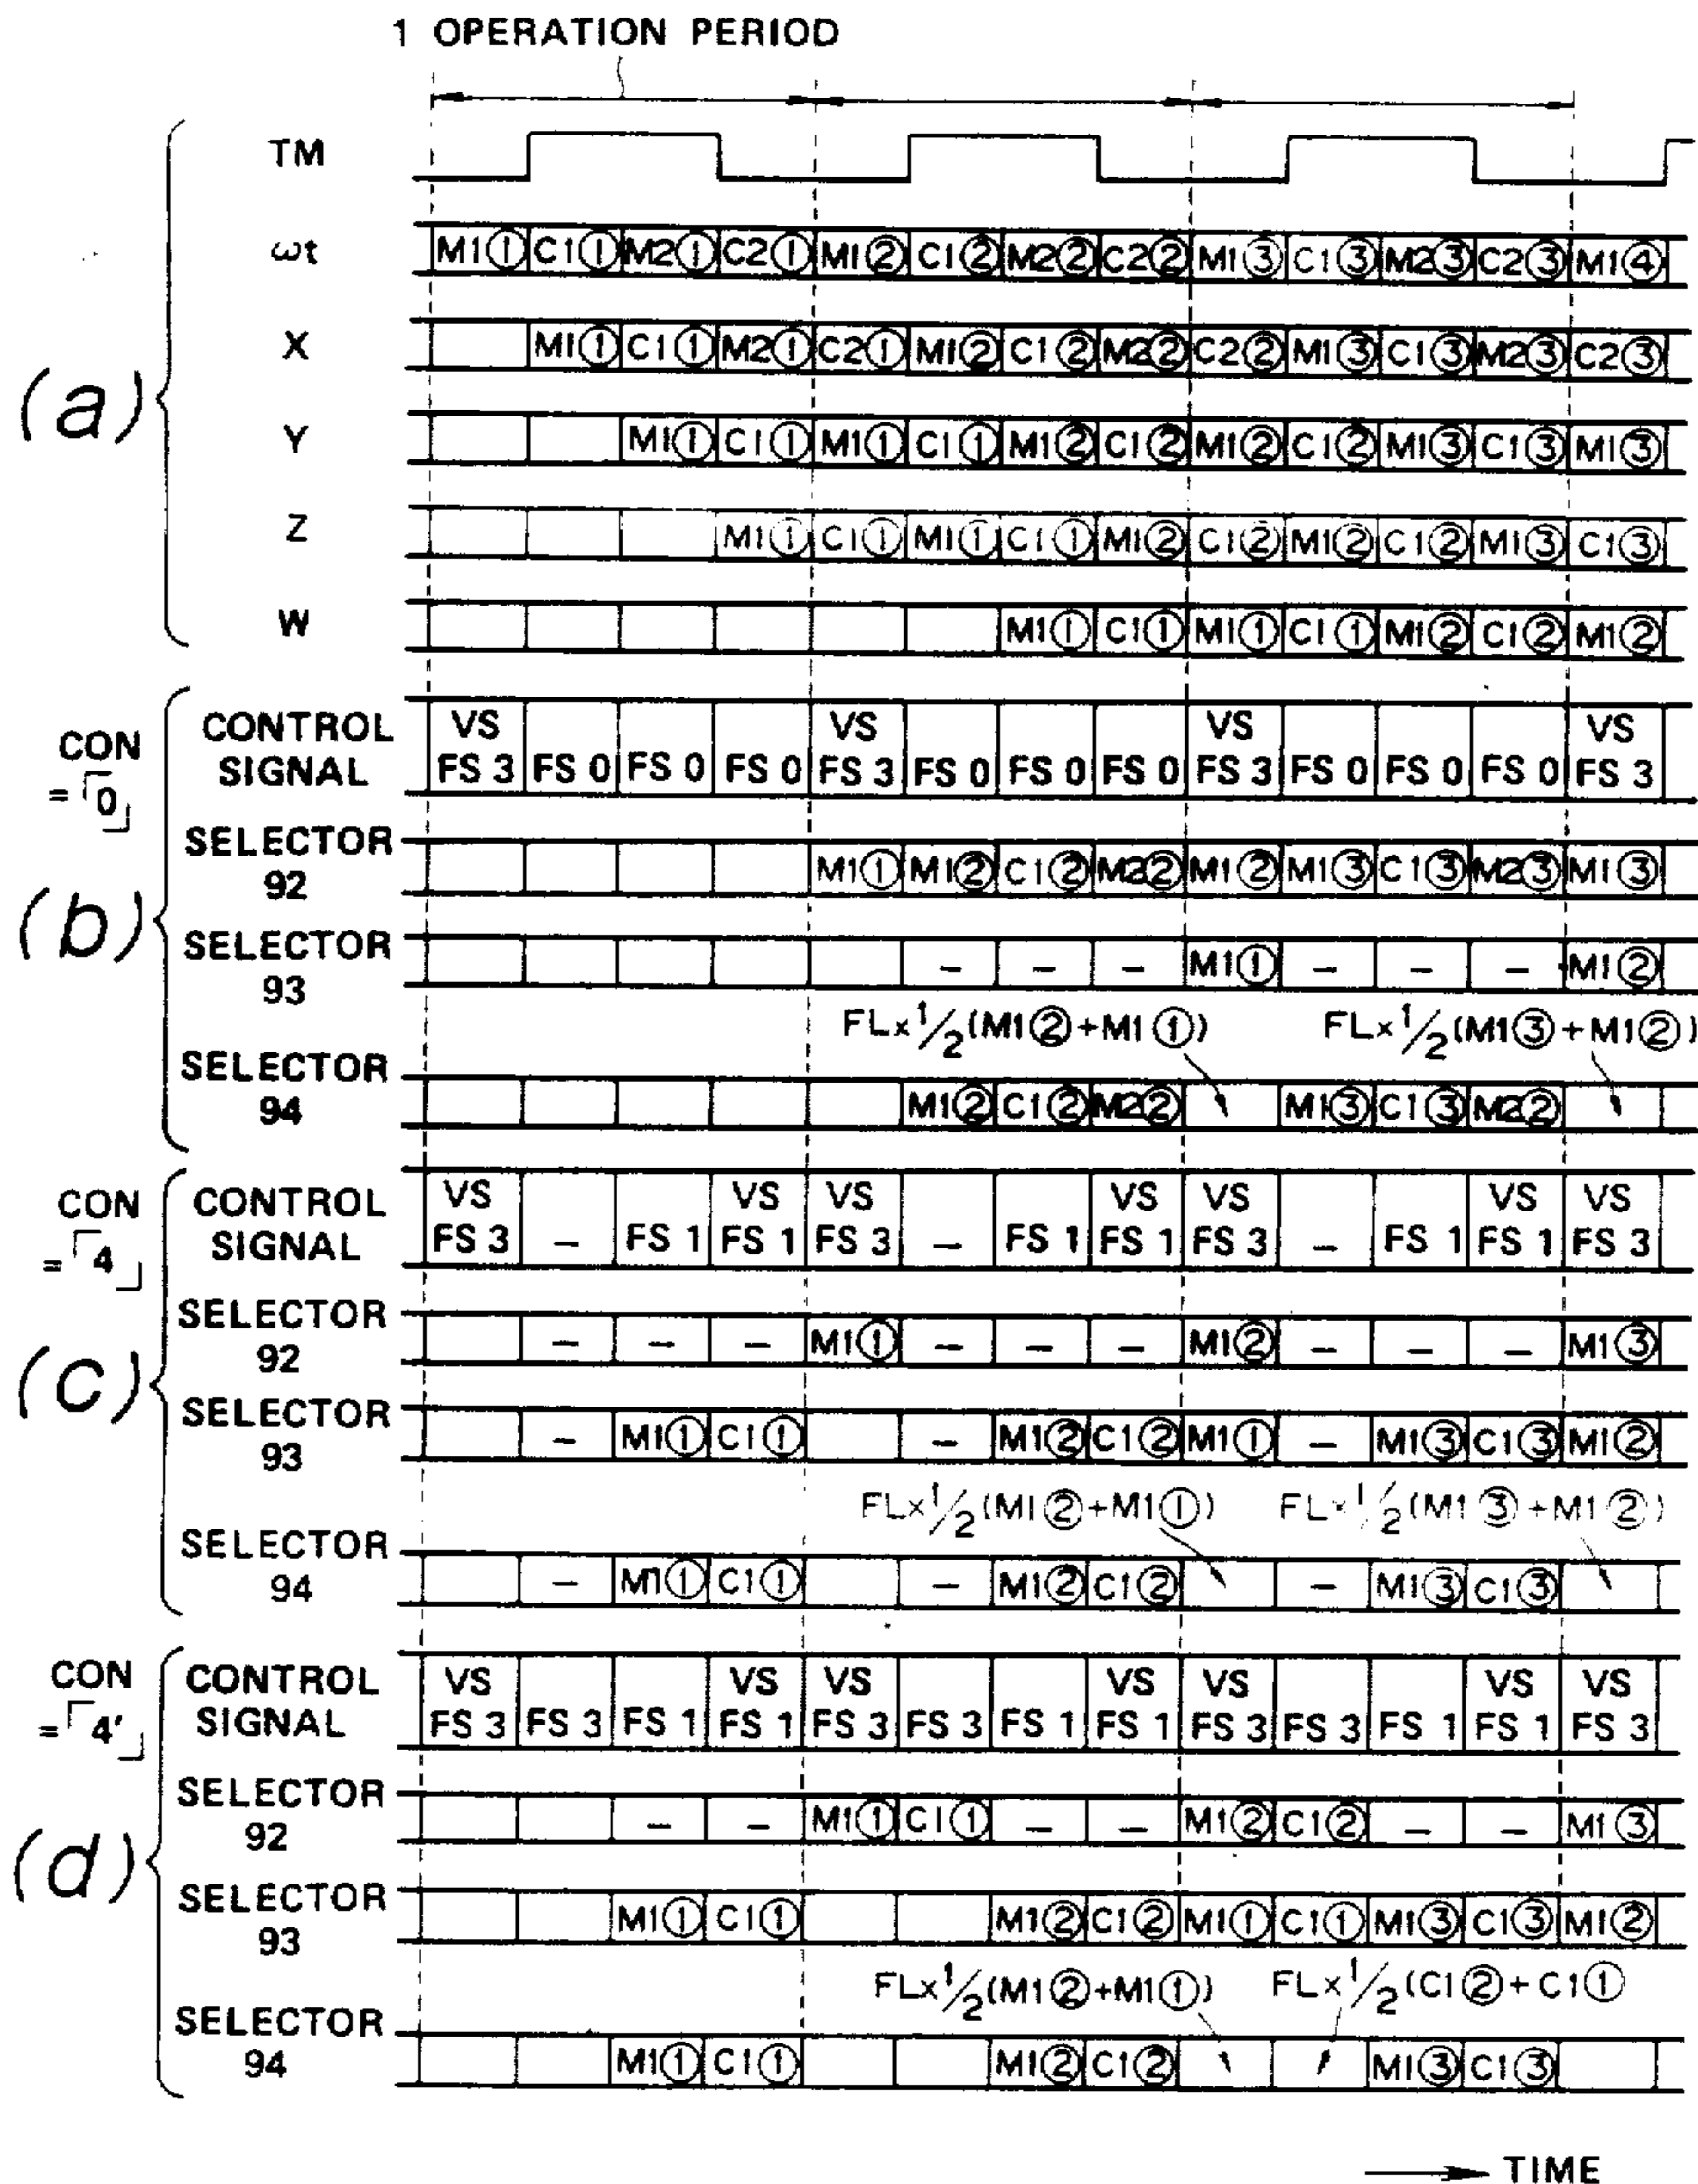 1 OPERATION PERIOD
(a)
TM
ωt M1① C1① M2① C2① M1② C1② M2② C2② M1③ C1③ M2③ C2③ M1④
X M1① C1① M2① C2① M1② C1② M2② C2② M1③ C1③ M2③ C2③
Y M1① C1① M1① C1① M1② C1② M1② C1② M1③ C1③ M1③
Z M1① C1① M1① C1① M1② C1② M1② C1② M1③ C1③
W M1① C1① M1① C1① M1② C1② M1②
(b)
CON =「0」
CONTROL SIGNAL VS FS 3 FS 0 FS 0 FS 0 VS FS 3 FS 0 FS 0 FS 0 VS FS 3 FS 0 FS 0 FS 0 VS FS 3
SELECTOR 92 M1① M1② C1② M2② M1② M1③ C1③ M2③ M1③
SELECTOR 93 – – – M1① – – – M1②
FL×1/2(M1②+M1①) FL×1/2(M1③+M1②)
SELECTOR 94 M1② C1② M2② M1③ C1③ M2②
(c)
CON =「4」
CONTROL SIGNAL VS FS 3 – FS 1 VS FS 1 VS FS 3 – FS 1 VS FS 1 VS FS 3 – FS 1 VS FS 1 VS FS 3
SELECTOR 92 – – – M1① – – – M1② – – – M1③
SELECTOR 93 – M1① C1① – M1② C1② M1① – M1③ C1③ M1②
FL×1/2(M1②+M1①) FL×1/2(M1③+M1②)
SELECTOR 94 – M1① C1① – M1② C1② – M1③ C1③
(d)
CON =「4'」
CONTROL SIGNAL VS FS 3 FS 3 FS 1 VS FS 1 VS FS 3 FS 3 FS 1 VS FS 1 VS FS 3 FS 3 FS 1 VS FS 1 VS FS 3
SELECTOR 92 – – M1① C1① – – M1② C1② – – M1③
SELECTOR 93 M1① C1① M1② C1② M1① C1① M1③ C1③ M1②
FL×1/2(M1②+M1①) FL×1/2(C1②+C1①
SELECTOR 94 M1① C1① M1② C1② M1③ C1③
TIME